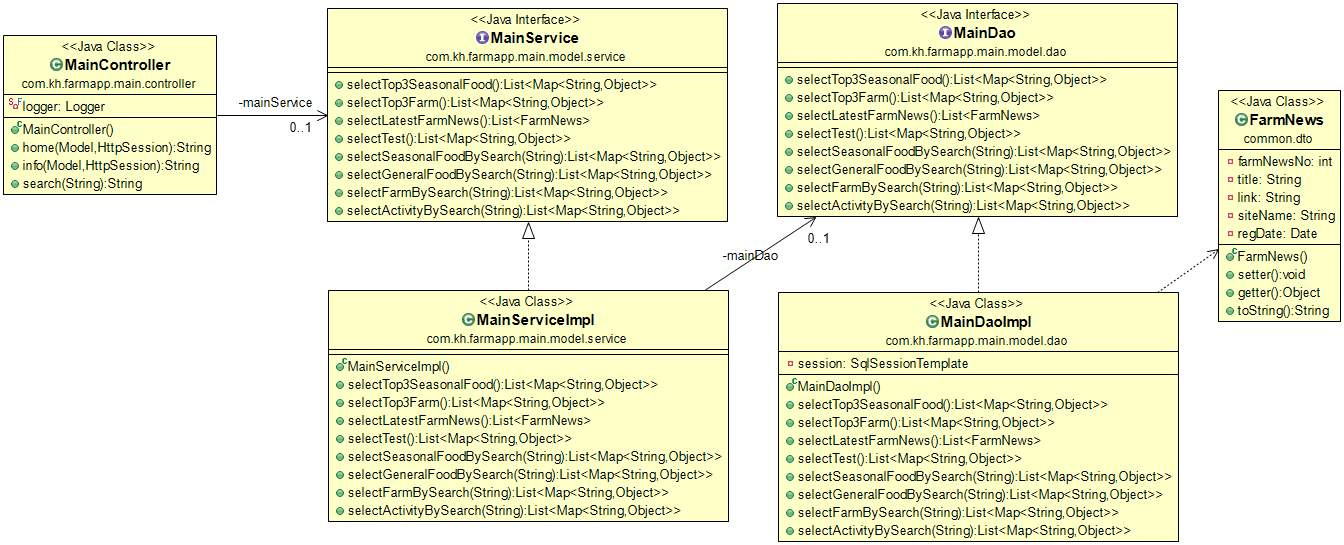 <<Java Class>>
MainController
com.kh.farmapp.main.controller
logger: Logger
MainController()
home(Model,HttpSession):String
info(Model,HttpSession):String
search(String):String
-mainService
0..1
<<Java Interface>>
MainService
com.kh.farmapp.main.model.service
selectTop3SeasonalFood():List<Map<String,Object>>
selectTop3Farm():List<Map<String,Object>>
selectLatestFarmNews():List<FarmNews>
selectTest():List<Map<String,Object>>
selectSeasonalFoodBySearch(String):List<Map<String,Object>>
selectGeneralFoodBySearch(String):List<Map<String,Object>>
selectFarmBySearch(String):List<Map<String,Object>>
selectActivityBySearch(String):List<Map<String,Object>>
<<Java Interface>>
MainDao
com.kh.farmapp.main.model.dao
selectTop3SeasonalFood():List<Map<String,Object>>
selectTop3Farm():List<Map<String,Object>>
selectLatestFarmNews():List<FarmNews>
selectTest():List<Map<String,Object>>
selectSeasonalFoodBySearch(String):List<Map<String,Object>>
selectGeneralFoodBySearch(String):List<Map<String,Object>>
selectFarmBySearch(String):List<Map<String,Object>>
selectActivityBySearch(String):List<Map<String,Object>>
<<Java Class>>
FarmNews
common.dto
farmNewsNo: int
title: String
link: String
siteName: String
regDate: Date
FarmNews()
setter():void
getter():Object
toString():String
-mainDao
0..1
<<Java Class>>
MainServiceImpl
com.kh.farmapp.main.model.service
MainServiceImpl()
selectTop3SeasonalFood():List<Map<String,Object>>
selectTop3Farm():List<Map<String,Object>>
selectLatestFarmNews():List<FarmNews>
selectTest():List<Map<String,Object>>
selectSeasonalFoodBySearch(String):List<Map<String,Object>>
selectGeneralFoodBySearch(String):List<Map<String,Object>>
selectFarmBySearch(String):List<Map<String,Object>>
selectActivityBySearch(String):List<Map<String,Object>>
<<Java Class>>
MainDaoImpl
com.kh.farmapp.main.model.dao
session: SqlSessionTemplate
MainDaoImpl()
selectTop3SeasonalFood():List<Map<String,Object>>
selectTop3Farm():List<Map<String,Object>>
selectLatestFarmNews():List<FarmNews>
selectTest():List<Map<String,Object>>
selectSeasonalFoodBySearch(String):List<Map<String,Object>>
selectGeneralFoodBySearch(String):List<Map<String,Object>>
selectFarmBySearch(String):List<Map<String,Object>>
selectActivityBySearch(String):List<Map<String,Object>>